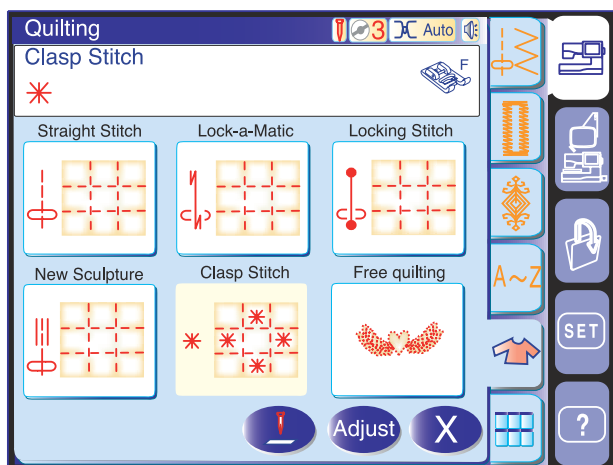 Quilting
3 Auto
Clasp Stitch
F
Straight Stitch Lock-a-Matic Locking Stitch
New Sculpture Clasp Stitch Free quilting
A~Z
SET
Adjust X
?